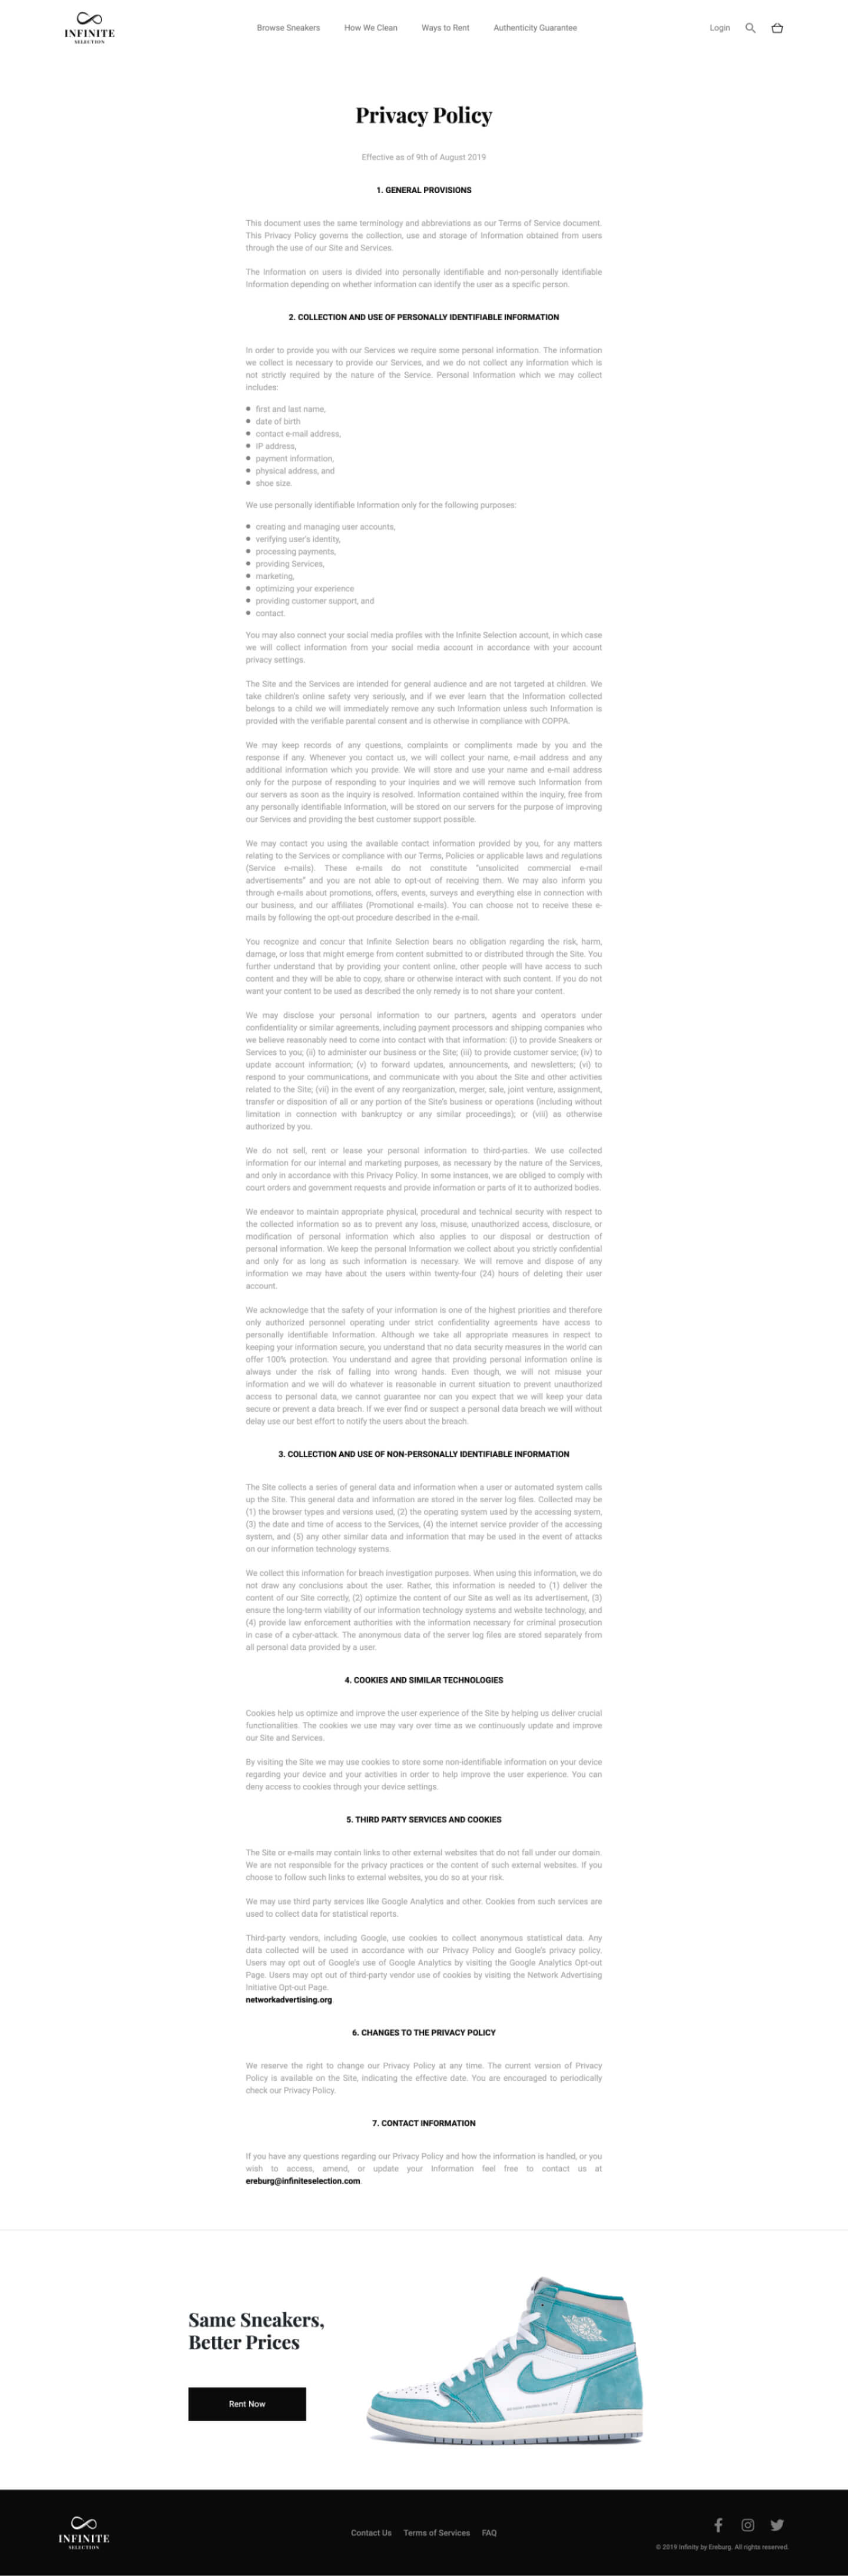 INFINITE
SELECTION
Browse Sneakers How We Clean Ways to Rent Authenticity Guarantee
Login
Privacy Policy
Effective as of 9th of August 2019
1. GENERAL PROVISIONS
This document uses the same terminology and abbreviations as our Terms of Service document.
This Privacy Policy governs the collection, use and storage of Information obtained from users
through the use of our Site and Services.
The Information on users is divided into personally identifiable and non-personally identifiable
Information depending on whether information can identify the user as a specific person.
2. COLLECTION AND USE OF PERSONALLY IDENTIFIABLE INFORMATION
In order to provide you with our Services we require some personal information. The information
we collect is necessary to provide our Services, and we do not collect any information which is
not strictly required by the nature of the Service. Personal Information which we may collect
includes:
● first and last name,
● date of birth
● contact e-mail address,
● IP address,
● payment information,
● physical address, and
● shoe size.
We use personally identifiable Information only for the following purposes:
● creating and managing user accounts,
● verifying user's identity,
● processing payments,
● providing Services,
● marketing,
● optimizing your experience
● providing customer support, and
● contact.
You may also connect your social media profiles with the Infinite Selection account, in which case
we will collect information from your social media account in accordance with your account
privacy settings.
The Site and the Services are intended for general audience and are not targeted at children. We
take children's online safety very seriously, and if we ever learn that the Information collected
belongs to a child we will immediately remove any such Information unless such Information is
provided with the verifiable parental consent and is otherwise in compliance with COPPA.
We may keep records of any questions, complaints or compliments made by you and the
response if any. Whenever you contact us, we will collect your name, e-mail address and any
additional information which you provide. We will store and use your name and e-mail address
only for the purpose of responding to your inquiries and we will remove such Information from
our servers as soon as the inquiry is resolved. Information contained within the inquiry, free from
any personally identifiable Information, will be stored on our servers for the purpose of improving
our Services and providing the best customer support possible.
We may contact you using the available contact information provided by you, for any matters
relating to the Services or compliance with our Terms, Policies or applicable laws and regulations
(Service e-mails). These e-mails do not constitute "unsolicited commercial e-mail
advertisements" and you are not able to opt-out of receiving them. We may also inform you
through e-mails about promotions, offers, events, surveys and everything else in connection with
our business, and our affiliates (Promotional e-mails). You can choose not to receive these e-
mails by following the opt-out procedure described in the e-mail.
You recognize and concur that Infinite Selection bears no obligation regarding the risk, harm,
damage, or loss that might emerge from content submitted to or distributed through the Site. You
further understand that by providing your content online, other people will have access to such
content and they will be able to copy, share or otherwise interact with such content. If you do not
want your content to be used as described the only remedy is to not share your content.
We may disclose your personal information to our partners, agents and operators under
confidentiality or similar agreements, including payment processors and shipping companies who
we believe reasonably need to come into contact with that information: (i) to provide Sneakers or
Services to you; (ii) to administer our business or the Site; (iii) to provide customer service; (iv) to
update account information; (v) to forward updates, announcements, and newsletters; (vi) to
respond to your communications, and communicate with you about the Site and other activities
related to the Site; (vii) in the event of any reorganization, merger, sale, joint venture, assignment,
transfer or disposition of all or any portion of the Site's business or operations (including without
limitation in connection with bankruptcy or any similar proceedings); or (viii) as otherwise
authorized by you.
We do not sell, rent or lease your personal information to third-parties. We use collected
information for our internal and marketing purposes, as necessary by the nature of the Services,
and only in accordance with this Privacy Policy. In some instances, we are obliged to comply with
court orders and government requests and provide information or parts of it to authorized bodies.
We endeavor to maintain appropriate physical, procedural and technical security with respect to
the collected information so as to prevent any loss, misuse, unauthorized access, disclosure, or
modification of personal information which also applies to our disposal or destruction of
personal information. We keep the personal Information we collect about you strictly confidential
and only for as long as such information is necessary. We will remove and dispose of any
information we may have about the users within twenty-four (24) hours of deleting their user
account.
We acknowledge that the safety of your information is one of the highest priorities and therefore
only authorized personnel operating under strict confidentiality agreements have access to
personally identifiable Information. Although we take all appropriate measures in respect to
keeping your information secure, you understand that no data security measures in the world can
offer 100% protection. You understand and agree that providing personal information online is
always under the risk of falling into wrong hands. Even though, we will not misuse your
information and we will do whatever is reasonable in current situation to prevent unauthorized
access to personal data, we cannot guarantee nor can you expect that we will keep your data
secure or prevent a data breach. If we ever find or suspect a personal data breach we will without
delay use our best effort to notify the users about the breach.
3. COLLECTION AND USE OF NON-PERSONALLY IDENTIFIABLE INFORMATION
The Site collects a series of general data and information when a user or automated system calls
up the Site. This general data and information are stored in the server log files. Collected may be
(1) the browser types and versions used, (2) the operating system used by the accessing system,
(3) the date and time of access to the Services, (4) the internet service provider of the accessing
system, and (5) any other similar data and information that may be used in the event of attacks
on our information technology systems.
We collect this information for breach investigation purposes. When using this information, we do
not draw any conclusions about the user. Rather, this information is needed to (1) deliver the
content of our Site correctly, (2) optimize the content of our Site as well as its advertisement, (3)
ensure the long-term viability of our information technology systems and website technology, and
(4) provide law enforcement authorities with the information necessary for criminal prosecution
in case of a cyber-attack. The anonymous data of the server log files are stored separately from
all personal data provided by a user.
4. COOKIES AND SIMILAR TECHNOLOGIES
Cookies help us optimize and improve the user experience of the Site by helping us deliver crucial
functionalities. The cookies we use may vary over time as we continuously update and improve
our Site and Services.
By visiting the Site we may use cookies to store some non-identifiable information on your device
regarding your device and your activities in order to help improve the user experience. You can
deny access to cookies through your device settings.
5. THIRD PARTY SERVICES AND COOKIES
The Site or e-mails may contain links to other external websites that do not fall under our domain.
We are not responsible for the privacy practices or the content of such external websites. If you
choose to follow such links to external websites, you do so at your risk.
We may use third party services like Google Analytics and other. Cookies from such services are
used to collect data for statistical reports.
Third-party vendors, including Google, use cookies to collect anonymous statistical data. Any
data collected will be used in accordance with our Privacy Policy and Google's privacy policy.
Users may opt out of Google's use of Google Analytics by visiting the Google Analytics Opt-out
Page. Users may opt out of third-party vendor use of cookies by visiting the Network Advertising
Initiative Opt-out Page.
networkadvertising.org
6. CHANGES TO THE PRIVACY POLICY
We reserve the right to change our Privacy Policy at any time. The current version of Privacy
Policy is available on the Site, indicating the effective date. You are encouraged to periodically
check our Privacy Policy.
7. CONTACT INFORMATION
If you have any questions regarding our Privacy Policy and how the information is handled, or you
wish to access, amend, or update your Information feel free to contact us at
ereburg@infiniteselection.com.
Same Sneakers,
Better Prices
Rent Now
INFINITE
SELECTION
Contact Us Terms of Services FAQ
© 2019 Infinity by Ereburg. All rights reserved.